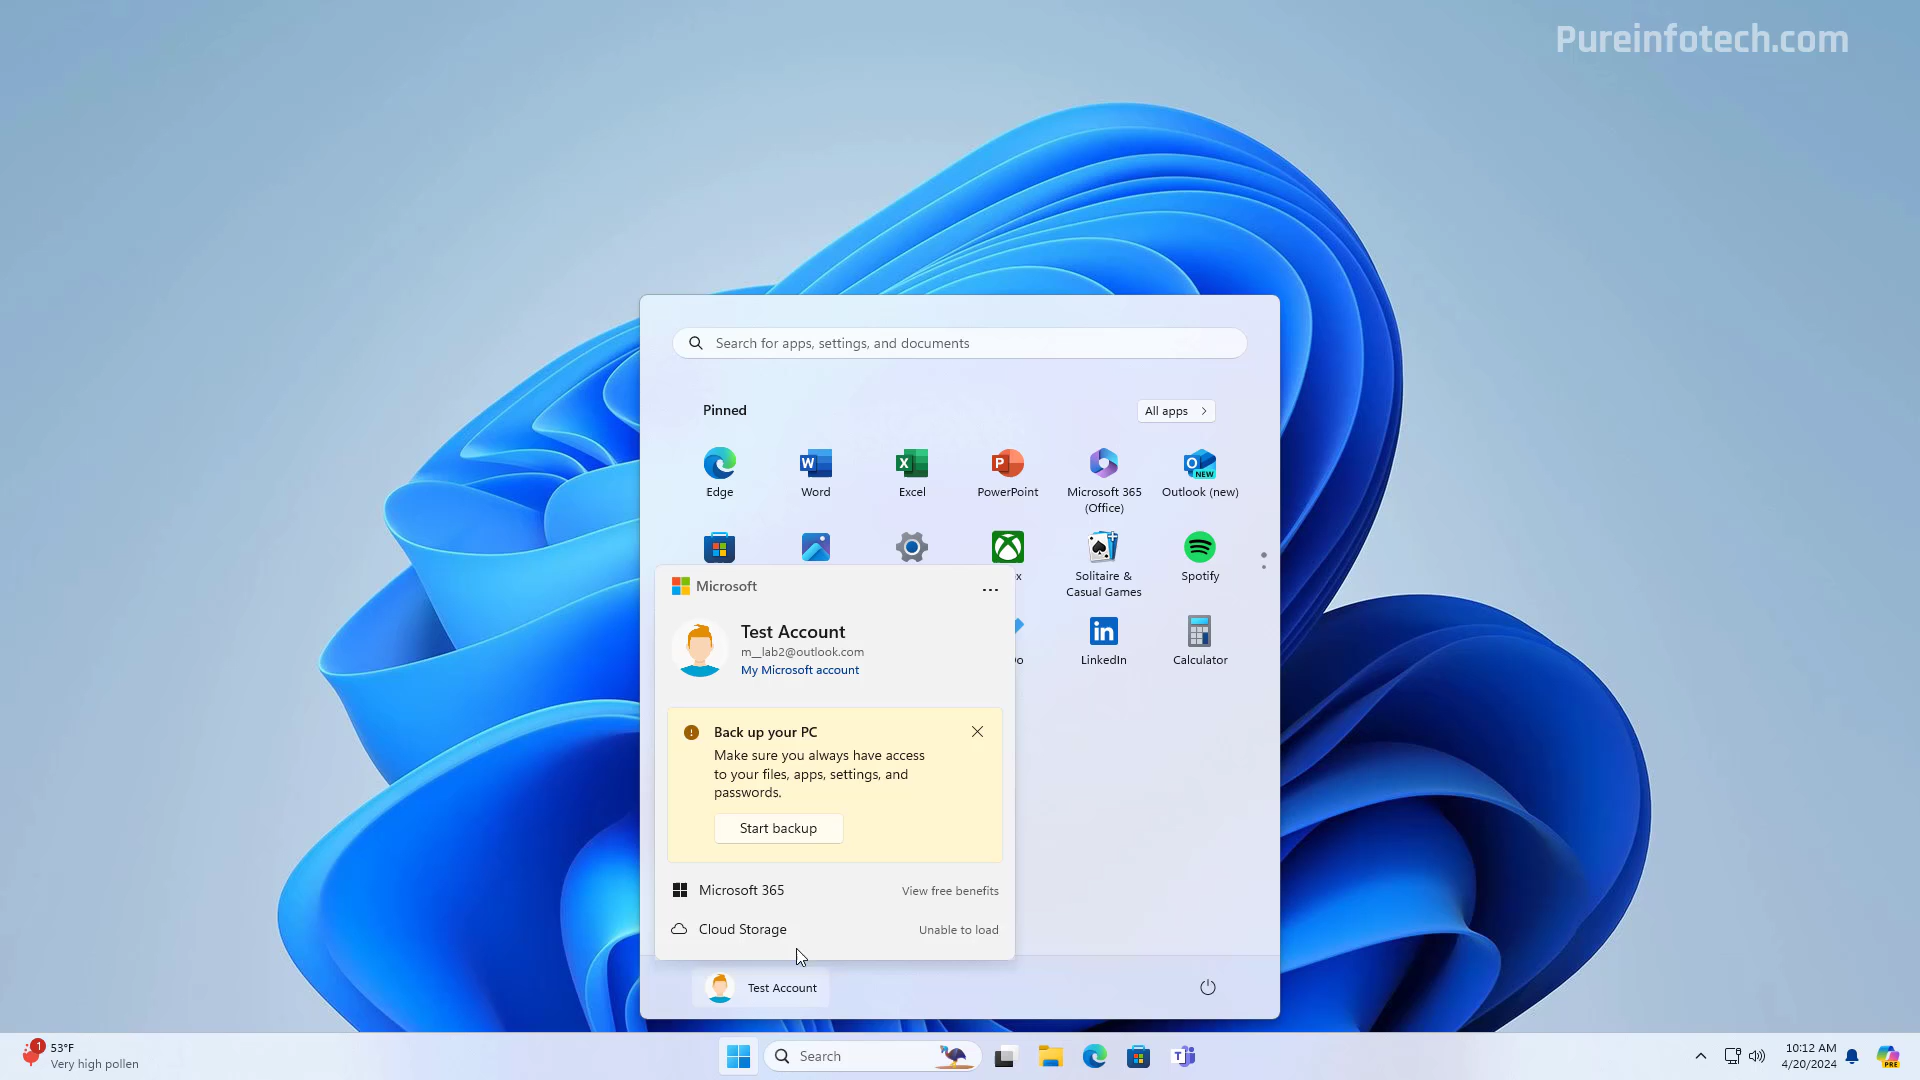 Pureinfotech.com
Search for apps, settings, and documents
Pinned
All apps
Edge
Word
Excel
PowerPoint
Microsoft 365
(Office)
Outlook (new)
NEW
x
Solitaire &
Casual Games
Spotify
Microsoft
Test Account
m__lab2@outlook.com
My Microsoft account
LinkedIn
Calculator
Back up your PC
Make sure you always have access
to your files, apps, settings, and
passwords.
Start backup
Microsoft 365
View free benefits
Cloud Storage
Unable to load
Test Account
1
53°F
Very high pollen
Search
10:12 AM
4/20/2024
PRE